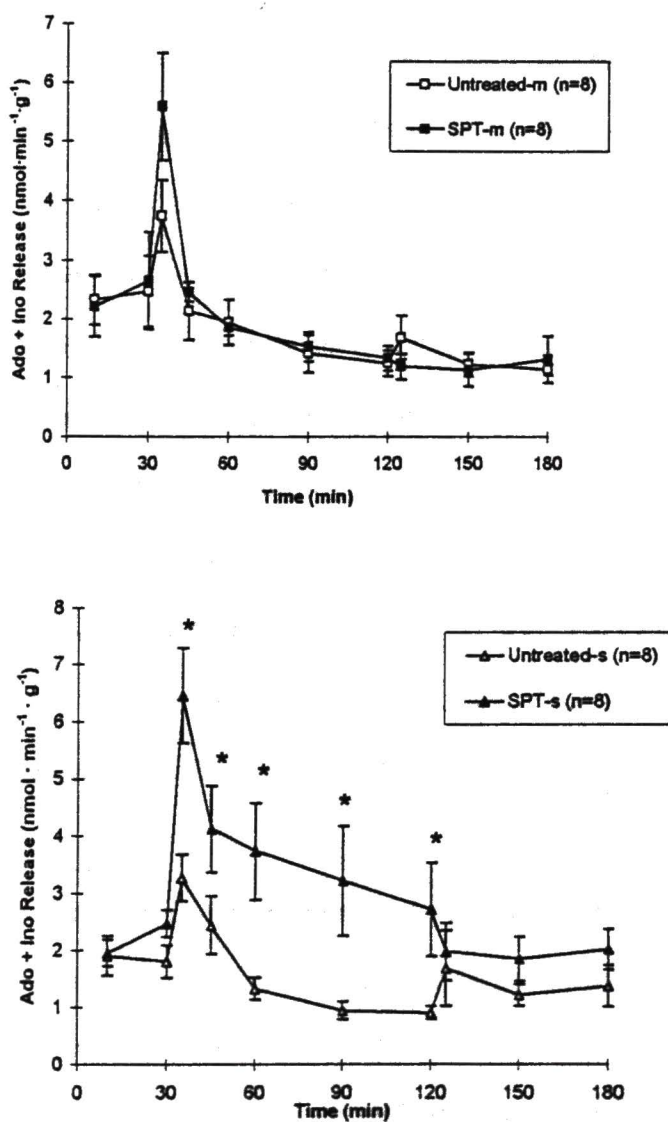 Ado + Ino Release (nmol·min⁻¹·g⁻¹)
7
6
5
4
3
2
1
0
Untreated-m (n=8)
SPT-m (n=8)
0 30 60 90 120 150 180
Time (min)
Ado + Ino Release (nmol · min⁻¹ · g⁻¹)
8
7
6
5
4
3
2
1
0
* * * * *
Untreated-s (n=8)
SPT-s (n=8)
0 30 60 90 120 150 180
Time (min)